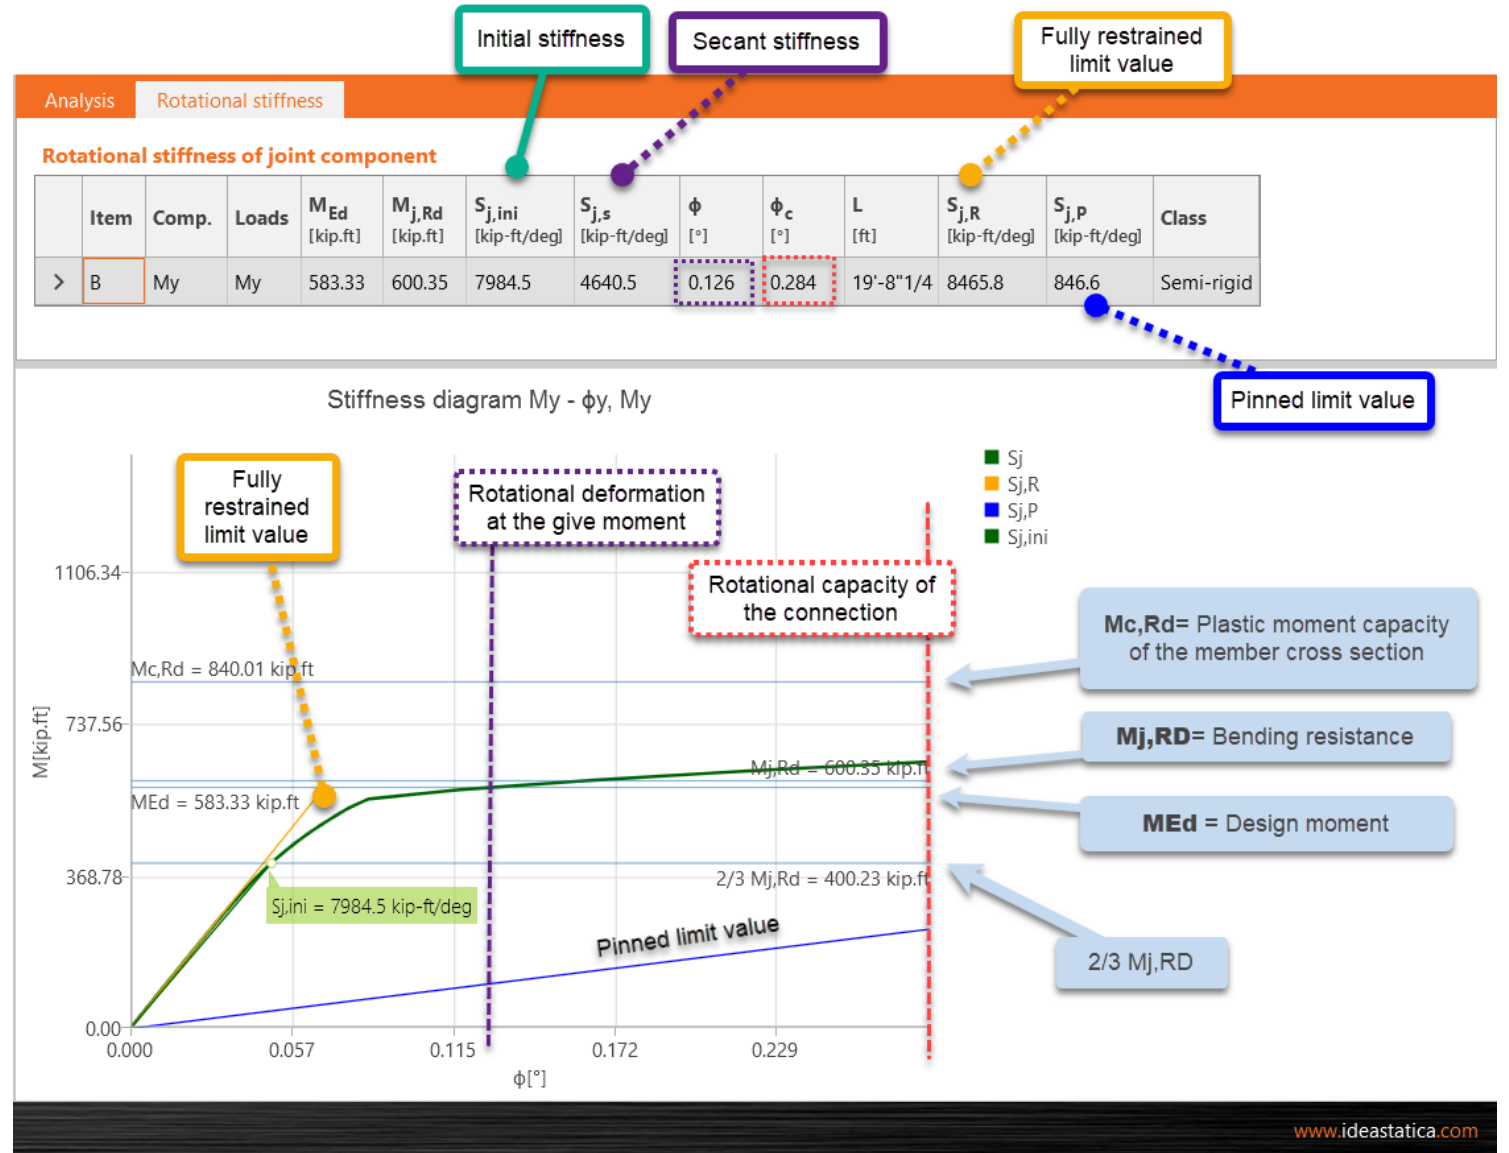 Initial stiffness
Secant stiffness
Fully restrained
limit value
Analysis
Rotational stiffness
Rotational stiffness of joint component
Item Comp. Loads MEd [kip.ft] Mj,Rd [kip.ft] Sj,ini [kip-ft/deg] Sj,s [kip-ft/deg] ϕ [°] ϕc [°] L [ft] Sj,R [kip-ft/deg] Sj,P [kip-ft/deg] Class
> B My My 583.33 600.35 7984.5 4640.5 0.126 0.284 19'-8"1/4 8465.8 846.6 Semi-rigid
Pinned limit value
Stiffness diagram My - ϕy, My
Sj
Sj,R
Sj,P
Sj,ini
Fully
restrained
limit value
Rotational deformation
at the give moment
Rotational capacity of
the connection
1106.34
737.56
368.78
0.00
M[kip.ft]
Mc,Rd = 840.01 kip.ft
Mj,Rd = 600.35 kip.ft
MEd = 583.33 kip.ft
2/3 Mj,Rd = 400.23 kip.ft
Sj,ini = 7984.5 kip-ft/deg
Pinned limit value
Mc,Rd= Plastic moment capacity
of the member cross section
Mj,RD= Bending resistance
MEd = Design moment
2/3 Mj,RD
0.000 0.057 0.115 0.172 0.229
ϕ[°]
www.ideastatica.com